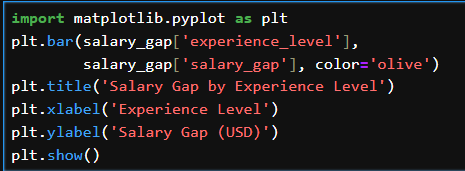 import matplotlib.pyplot as plt
plt.bar(salary_gap['experience_level'],
        salary_gap['salary_gap'], color='olive')
plt.title('Salary Gap by Experience Level')
plt.xlabel('Experience Level')
plt.ylabel('Salary Gap (USD)')
plt.show()